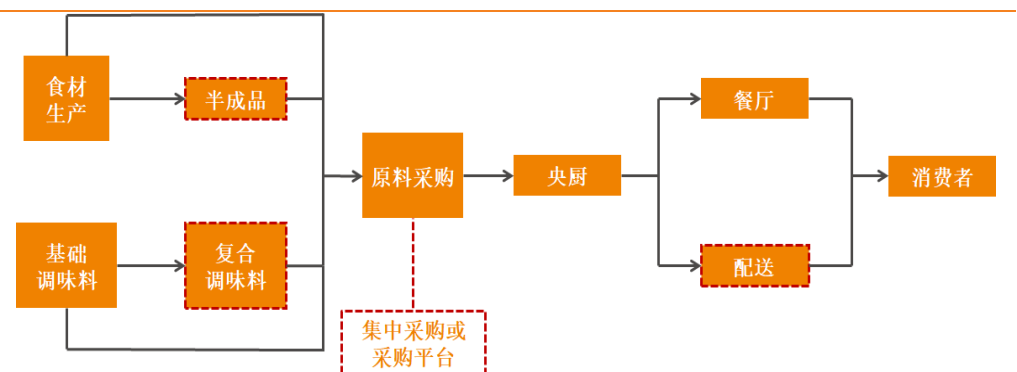 食材
生产
半成品
餐厅
原料采购
央厨
消费者
基础
调味料
复合
调味料
配送
集中采购或
采购平台